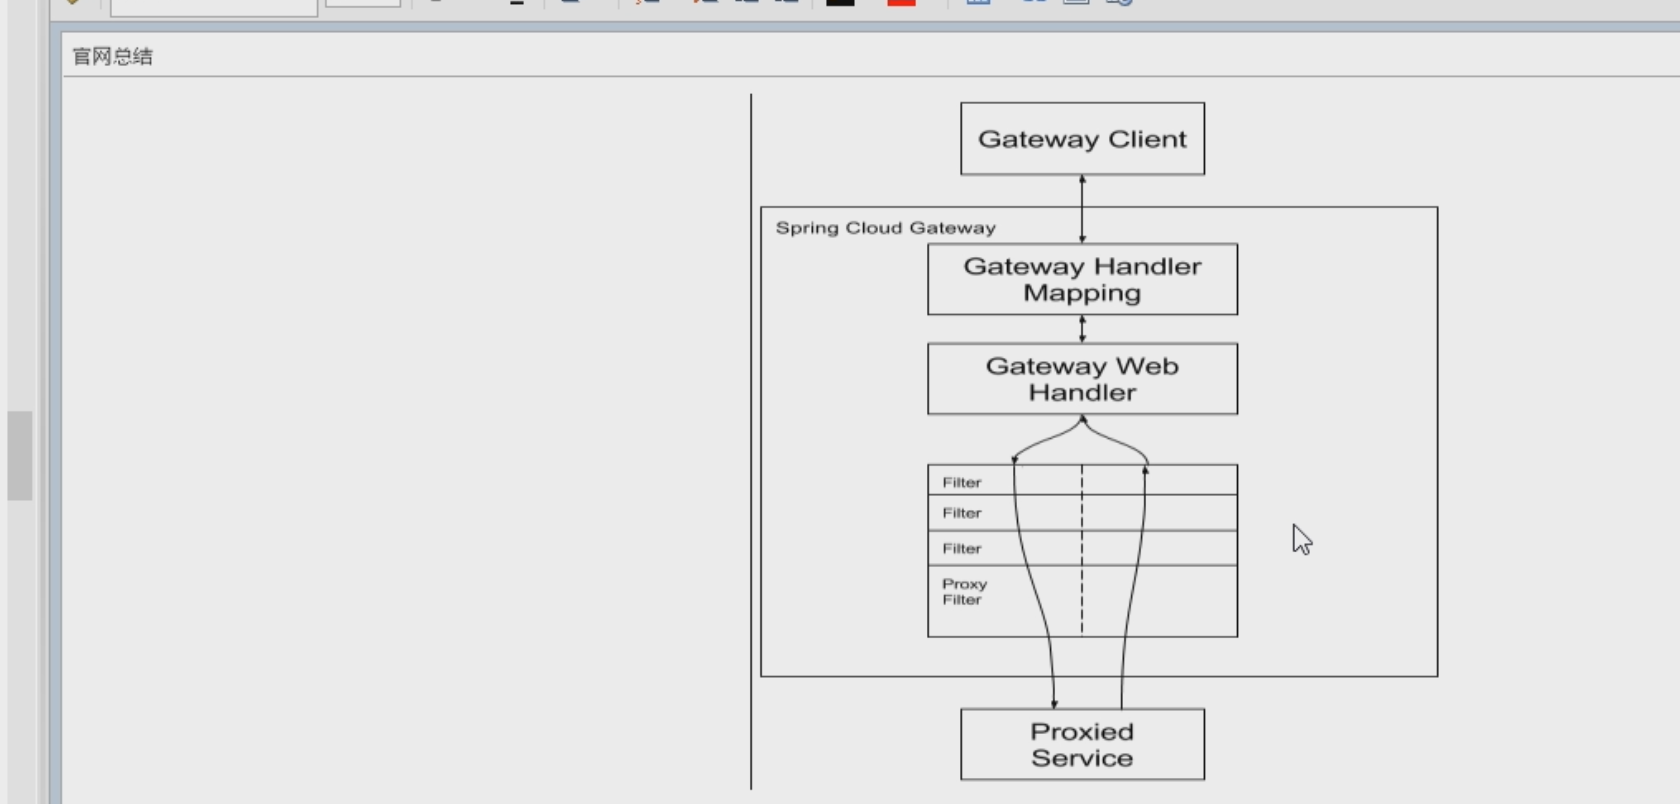 官网总结
Gateway Client
Spring Cloud Gateway
Gateway Handler
Mapping
Gateway Web
Handler
Filter
Filter
Filter
Proxy
Filter
Proxied
Service